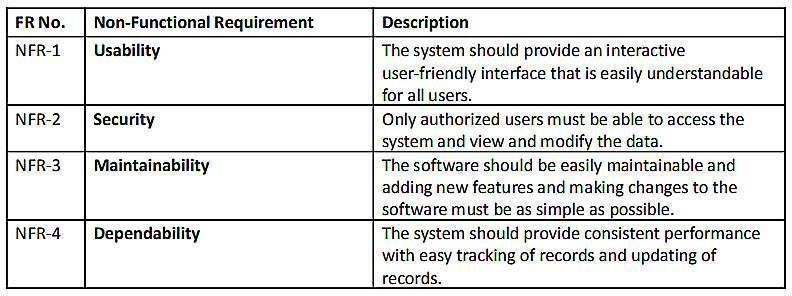 FR No. Non-Functional Requirement Description
NFR-1 Usability The system should provide an interactive
user-friendly interface that is easily understandable
for all users.
NFR-2 Security Only authorized users must be able to access the
system and view and modify the data.
NFR-3 Maintainability The software should be easily maintainable and
adding new features and making changes to the
software must be as simple as possible.
NFR-4 Dependability The system should provide consistent performance
with easy tracking of records and updating of
records.